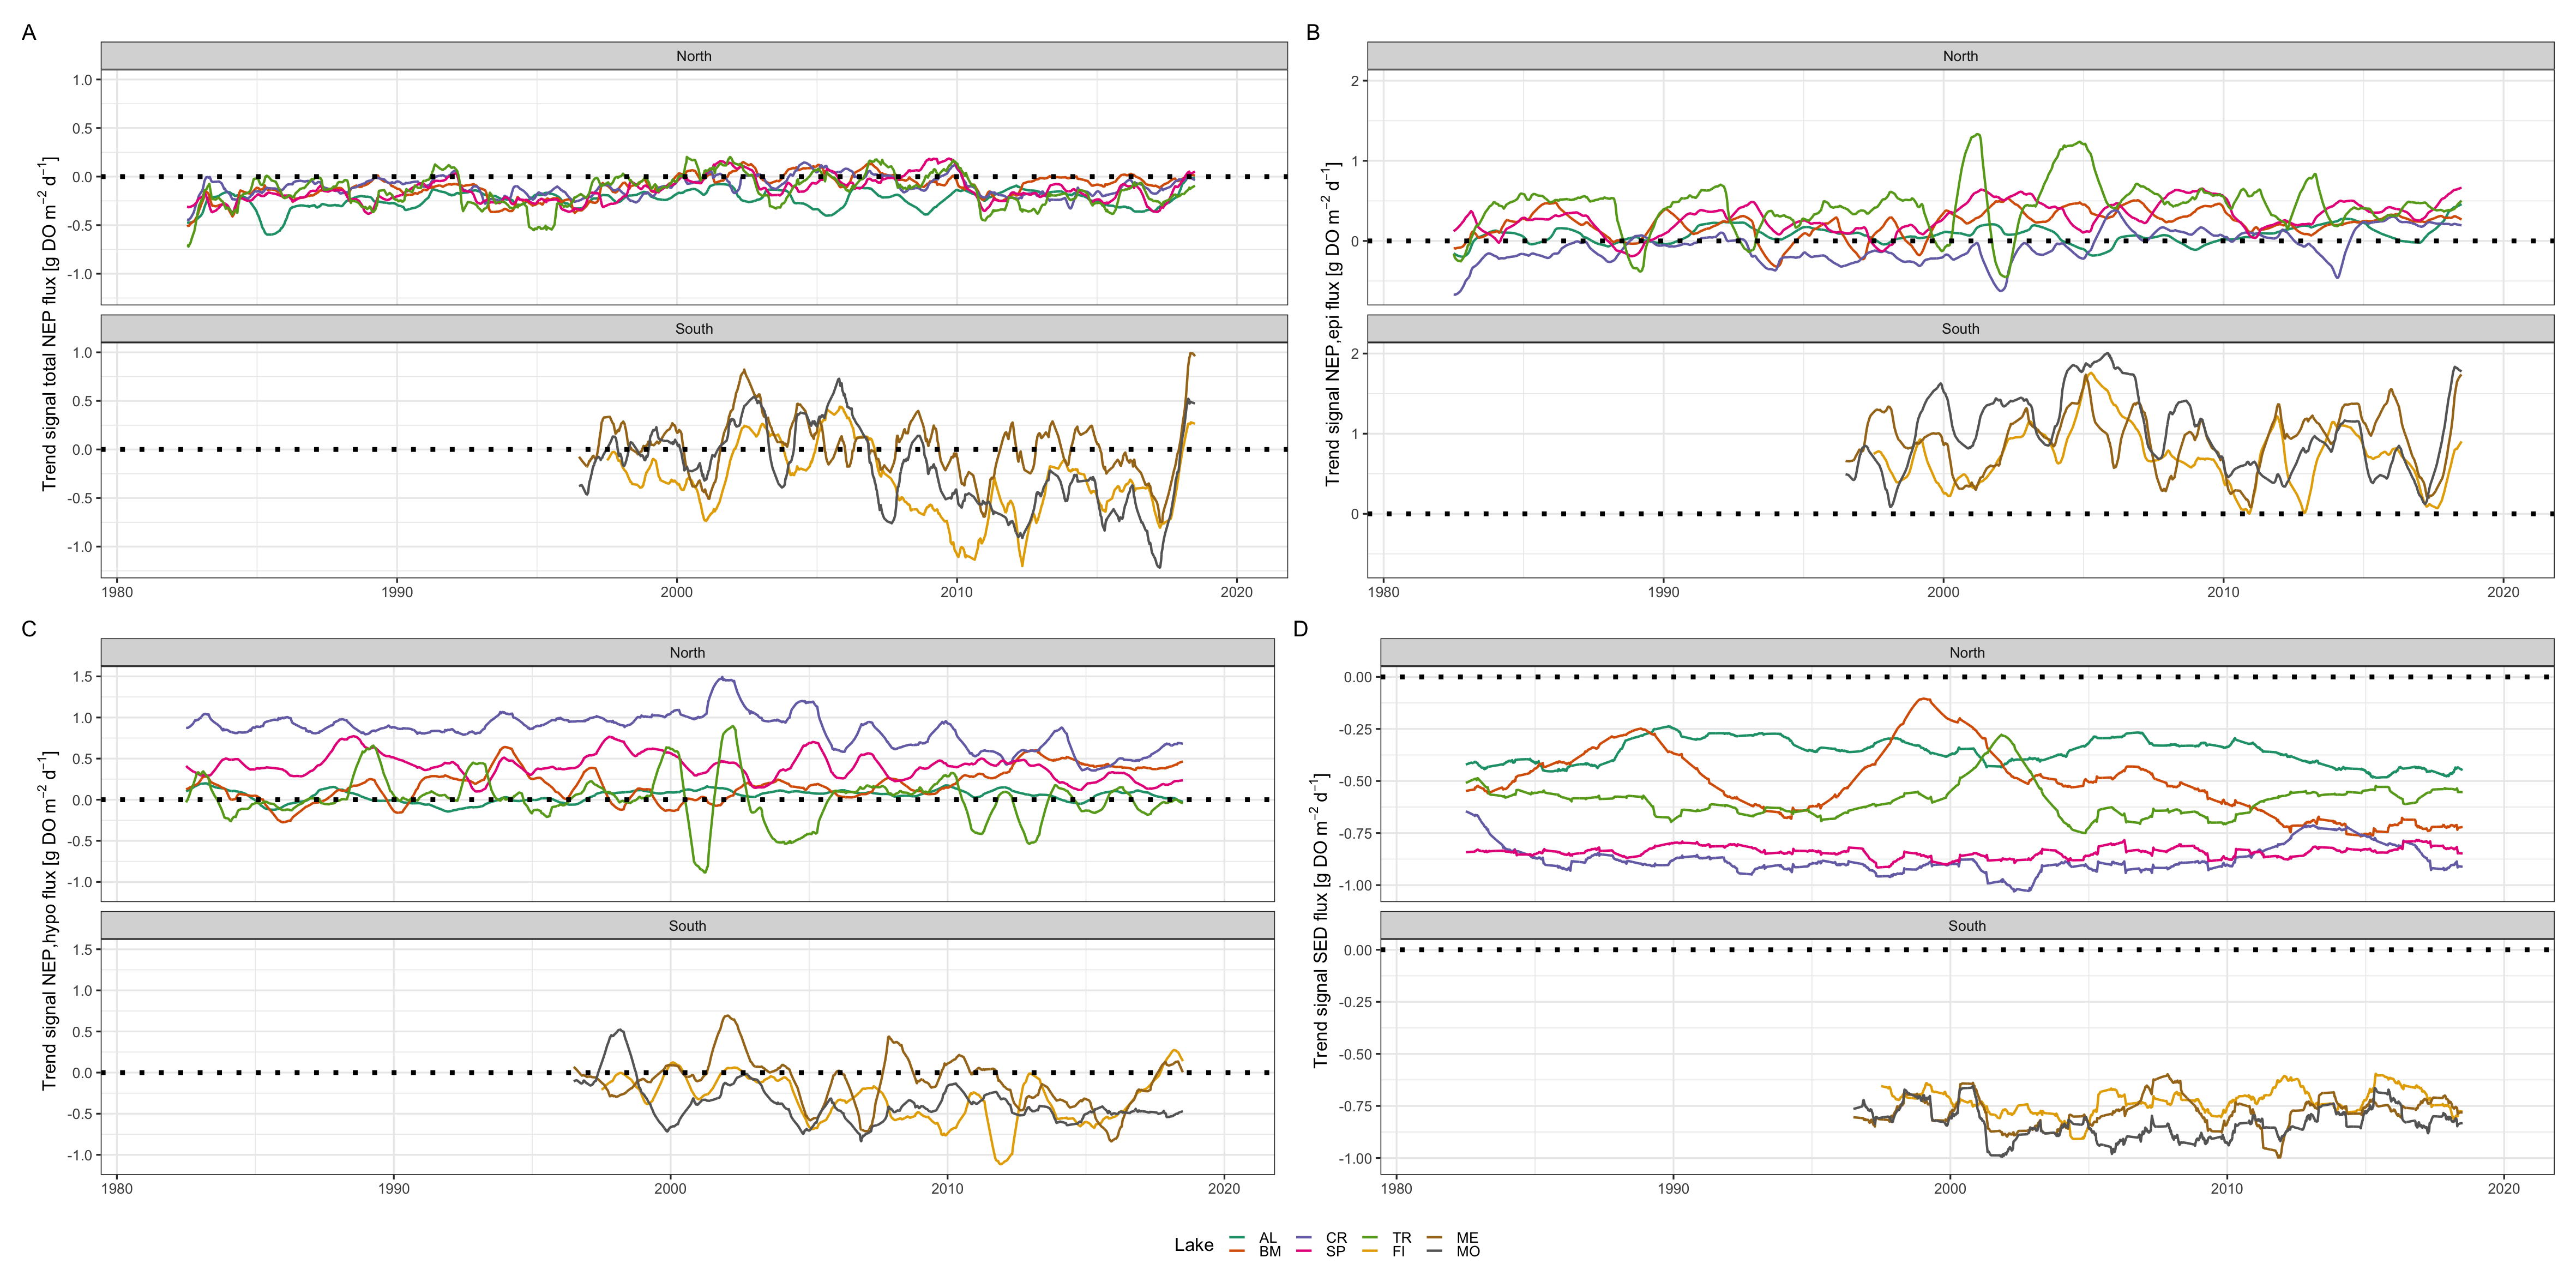 A
North
1.0
0.5
0.0
-0.5
-1.0
South
1.0
0.5
0.0
-0.5
-1.0
1980 1990 2000 2010 2020
Trend signal total NEP flux [g DO m−2 d−1]
B
North
2
1
0
South
2
1
0
1980 1990 2000 2010 2020
Trend signal NEP,epi flux [g DO m−2 d−1]
C
North
1.5
1.0
0.5
0.0
-0.5
-1.0
South
1.5
1.0
0.5
0.0
-0.5
-1.0
1980 1990 2000 2010 2020
Trend signal NEP,hypo flux [g DO m−2 d−1]
D
North
0.00
-0.25
-0.50
-0.75
-1.00
South
0.00
-0.25
-0.50
-0.75
-1.00
1980 1990 2000 2010 2020
Trend signal SED flux [g DO m−2 d−1]
Lake
AL CR TR ME
BM SP FI MO